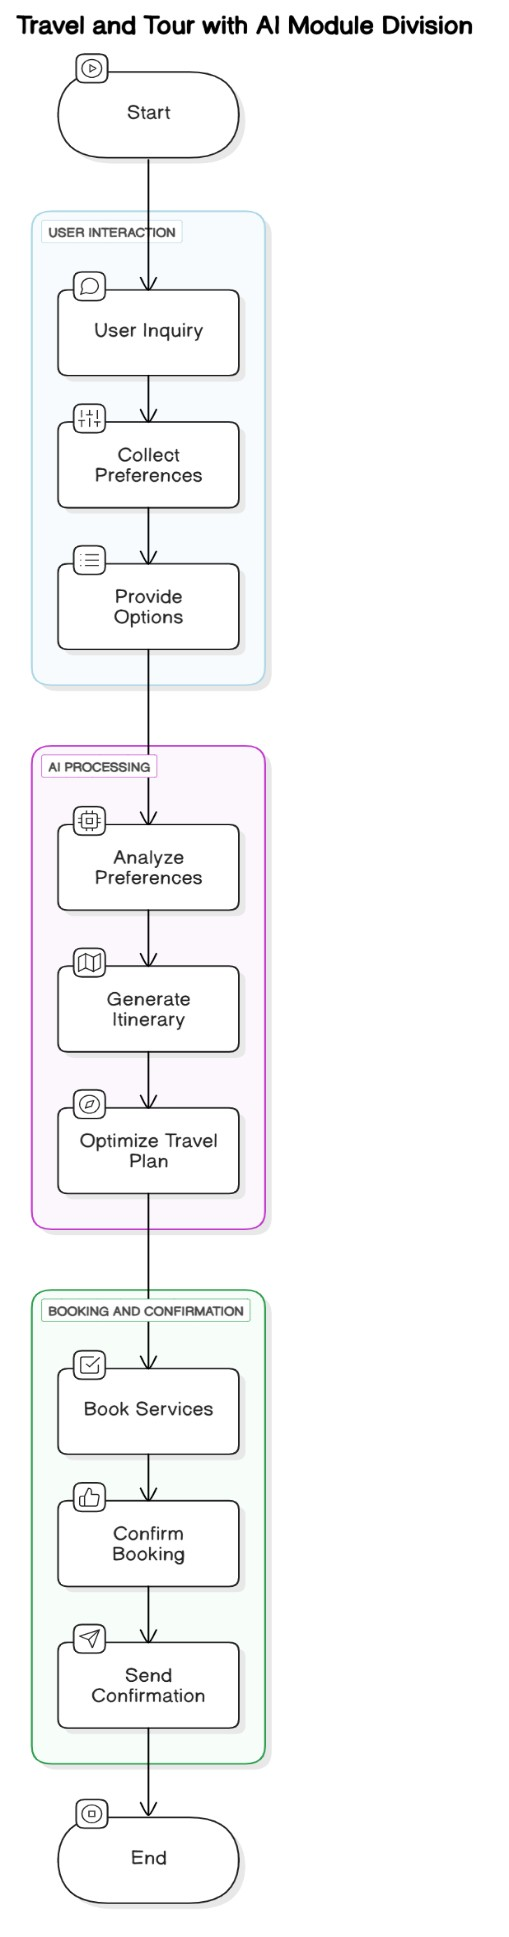 Travel and Tour with AI Module Division
Start
USER INTERACTION
User Inquiry
Collect
Preferences
Provide
Options
AI PROCESSING
Analyze
Preferences
Generate
Itinerary
Optimize Travel
Plan
BOOKING AND CONFIRMATION
Book Services
Confirm
Booking
Send
Confirmation
End